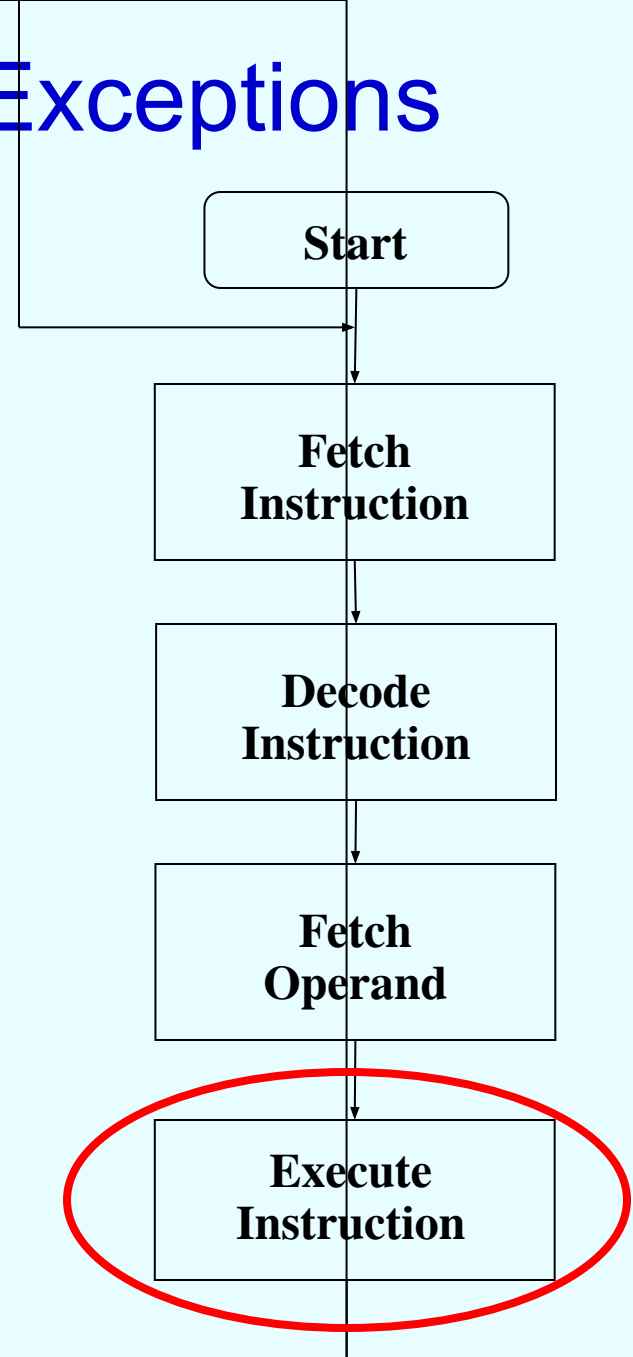 Exceptions
Start
Fetch
Instruction
Decode
Instruction
Fetch
Operand
Execute
Instruction